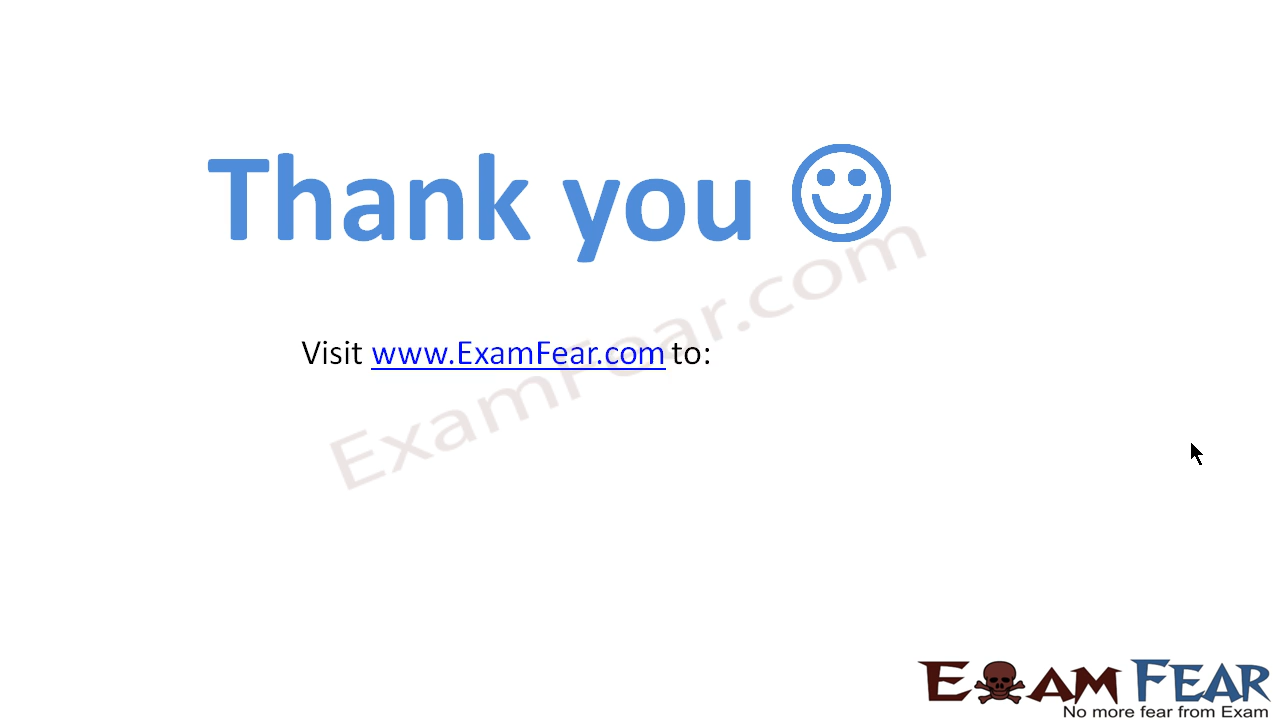 Thank you ☺
Visit www.ExamFear.com to:
ExamFear.com
EXAM FEAR
No more fear from Exam